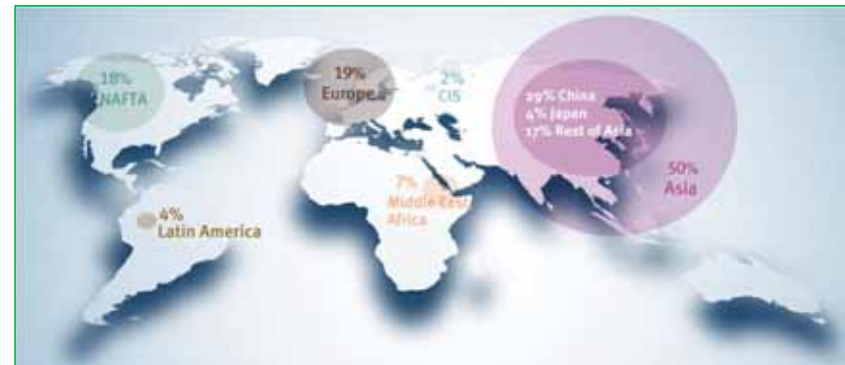 18%
NAFTA
19%
Europe
2%
CIS
29% China
4% Japan
17% Rest of Asia
50%
Asia
7%
Middle East
Africa
4%
Latin America